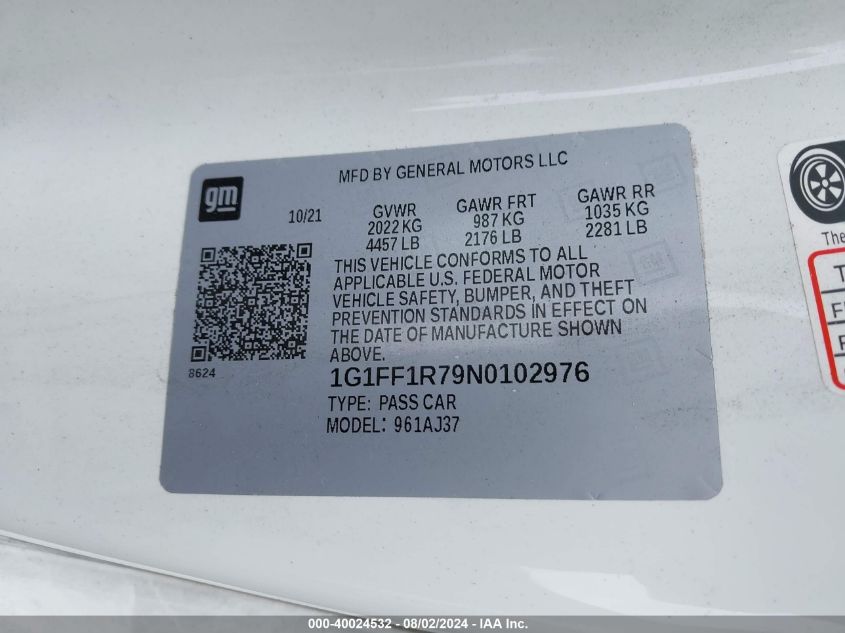 gm
MFD BY GENERAL MOTORS LLC
10/21
GVWR GAWR FRT GAWR RR
2022 KG 987 KG 1035 KG
4457 LB 2176 LB 2281 LB
THIS VEHICLE CONFORMS TO ALL
APPLICABLE U.S. FEDERAL MOTOR
VEHICLE SAFETY, BUMPER, AND THEFT
PREVENTION STANDARDS IN EFFECT ON
THE DATE OF MANUFACTURE SHOWN
ABOVE.
8624
1G1FF1R79N0102976
TYPE: PASS CAR
MODEL: 961AJ37
The
000-40024532 - 08/02/2024 - IAA Inc.